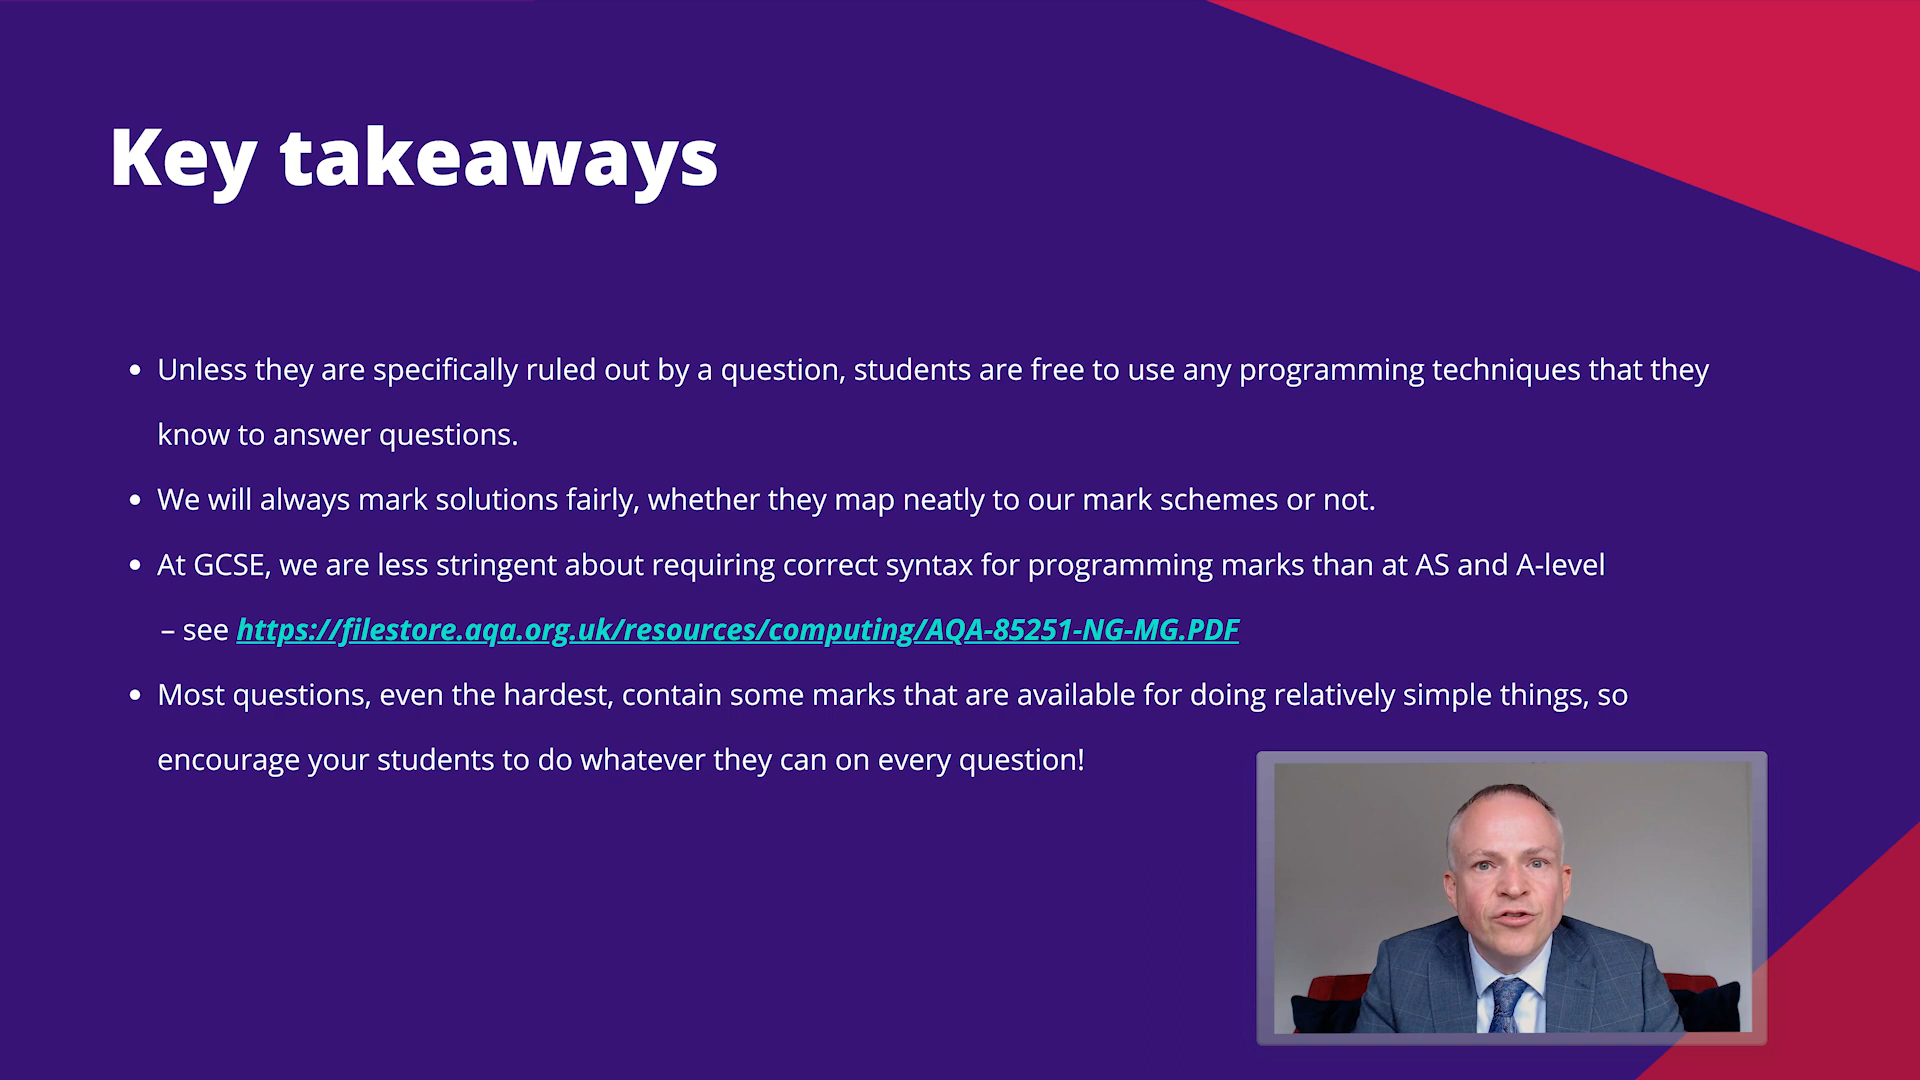 Key takeaways
• Unless they are specifically ruled out by a question, students are free to use any programming techniques that they
know to answer questions.
• We will always mark solutions fairly, whether they map neatly to our mark schemes or not.
• At GCSE, we are less stringent about requiring correct syntax for programming marks than at AS and A-level
– see https://filestore.aqa.org.uk/resources/computing/AQA-85251-NG-MG.PDF
• Most questions, even the hardest, contain some marks that are available for doing relatively simple things, so
encourage your students to do whatever they can on every question!